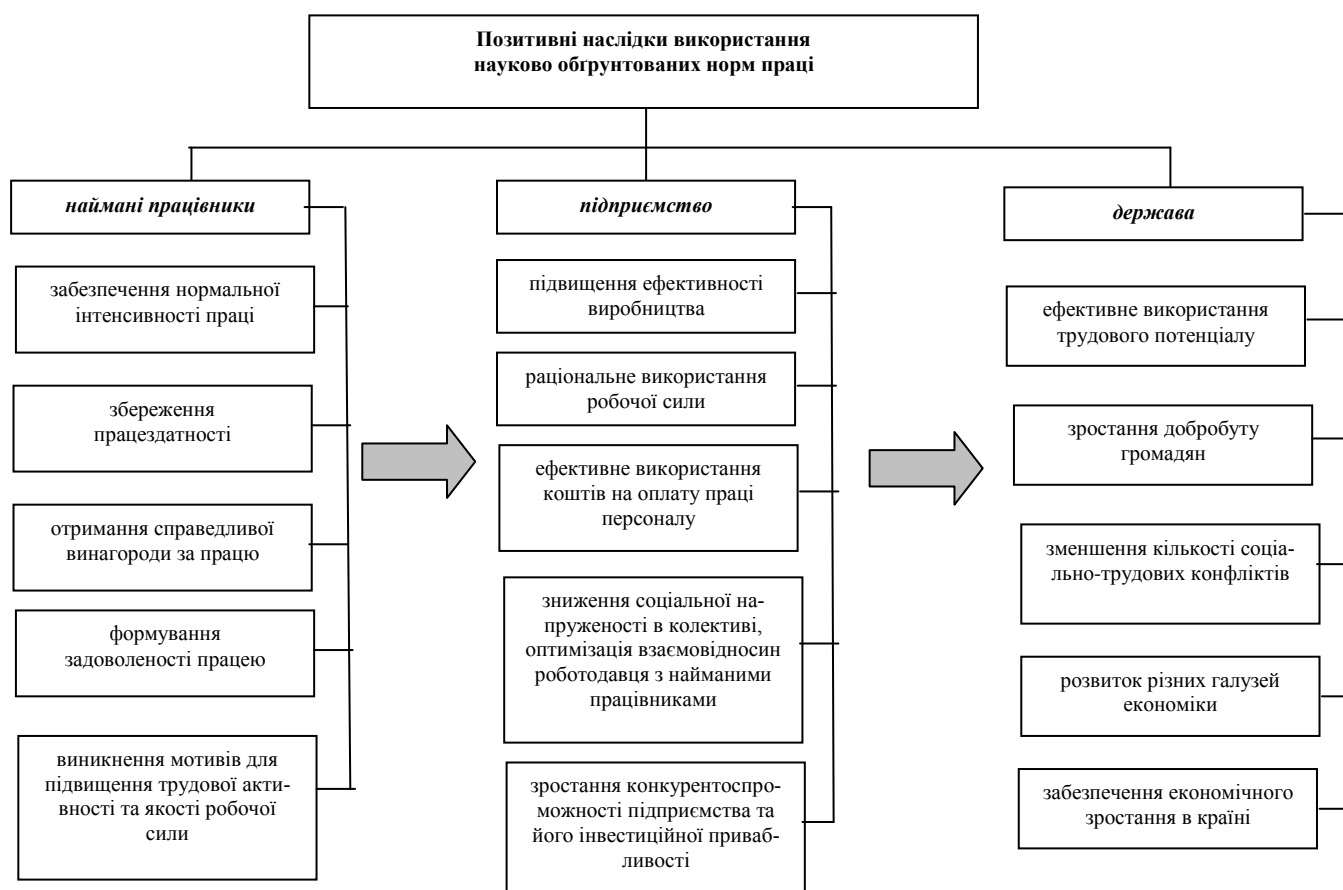 Позитивні наслідки використання
науково обґрунтованих норм праці
наймані працівники
забезпечення нормальної
інтенсивності праці
збереження
працездатності
отримання справедливої
винагороди за працю
формування
задоволеності працею
виникнення мотивів для
підвищення трудової акти-
вності та якості робочої
сили
підприємство
підвищення ефективності
виробництва
раціональне використання
робочої сили
ефективне використання
коштів на оплату праці
персоналу
зниження соціальної на-
пруженості в колективі,
оптимізація взаємовідносин
роботодавця з найманими
працівниками
зростання конкурентоспро-
можності підприємства та
його інвестиційної приваб-
ливості
держава
ефективне використання
трудового потенціалу
зростання добробуту
громадян
зменшення кількості соціа-
льно-трудових конфліктів
розвиток різних галузей
економіки
забезпечення економічного
зростання в країні